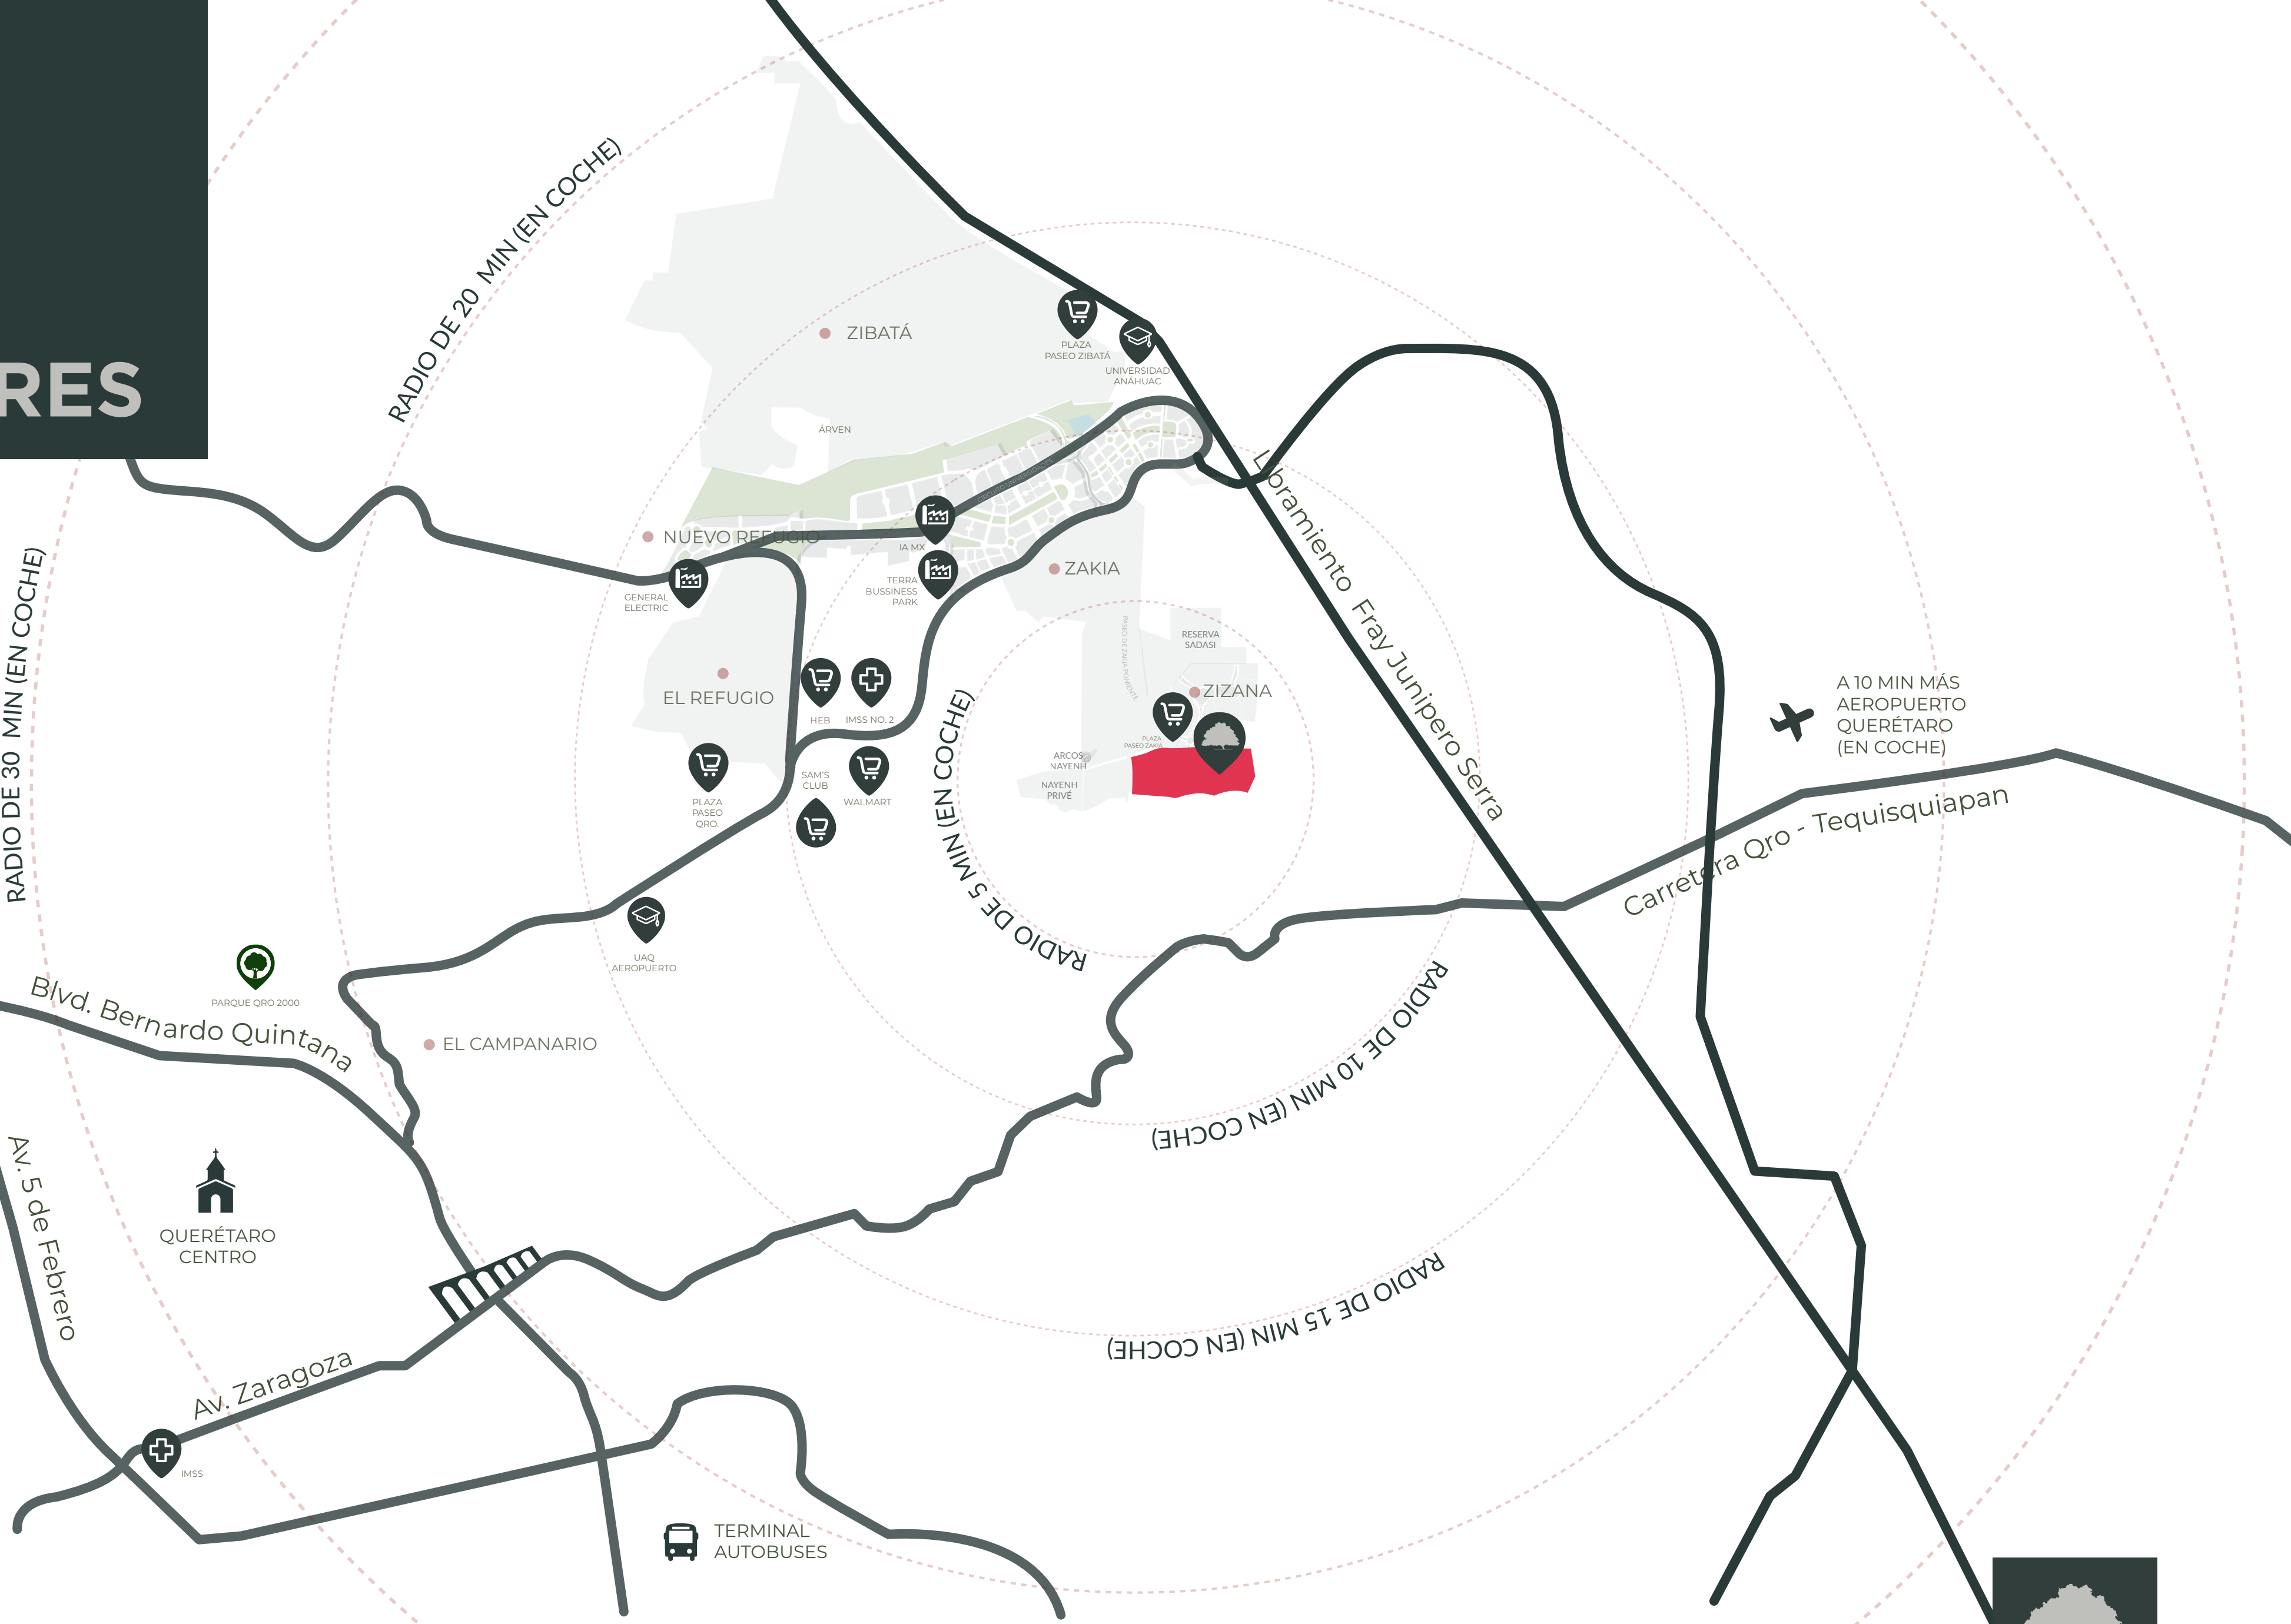 RES
RADIO DE 20 MIN (EN COCHE)
ZIBATÁ
PLAZA
PASEO ZIBATÁ
UNIVERSIDAD
ANÁHUAC
ÁRVEN
Libramiento Fray Junipero Serra
NUEVO REFUGIO
IA MX
TERRA
BUSSINESS
PARK
GENERAL
ELECTRIC
ZAKIA
PASEO DE ZAKIA PONIENTE
RESERVA
SADASI
ZIZANA
EL REFUGIO
HEB
IMSS NO. 2
PLAZA
PASEO ZAKIA
ARCOS
NAYENH
NAYENH
PRIVÉ
SAM'S
CLUB
WALMART
PLAZA
PASEO
QRO.
RADIO DE 5 MIN (EN COCHE)
RADIO DE 30 MIN (EN COCHE)
A 10 MIN MÁS
AEROPUERTO
QUERÉTARO
(EN COCHE)
Carretera Qro - Tequisquiapan
UAQ
AEROPUERTO
PARQUE QRO 2000
Blvd. Bernardo Quintana
EL CAMPANARIO
RADIO DE 10 MIN (EN COCHE)
Av. 5 de Febrero
QUERÉTARO
CENTRO
RADIO DE 15 MIN (EN COCHE)
Av. Zaragoza
IMSS
TERMINAL
AUTOBUSES